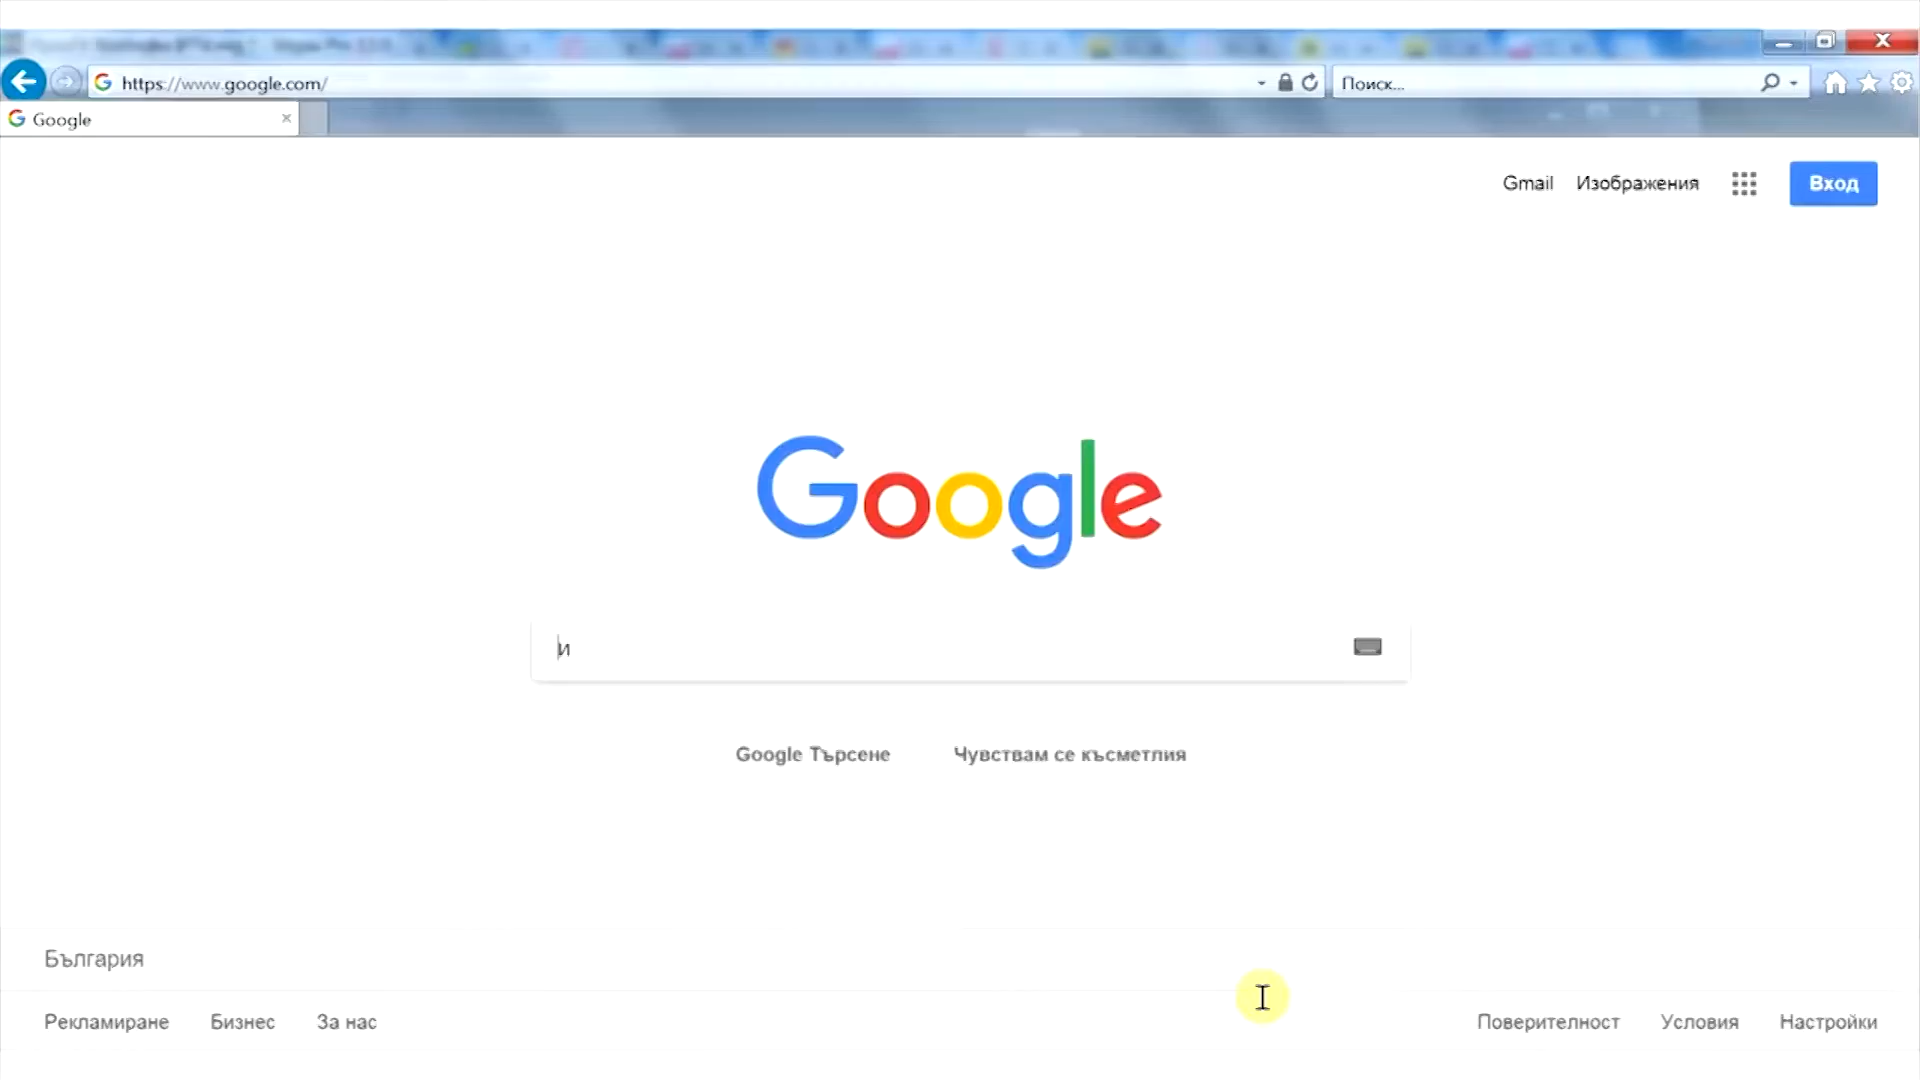 https://www.google.com/
Поиск...
Google
Gmail Изображения Вход
Google
и
Google Търсене Чувствам се късметлия
България
Рекламиране Бизнес За нас Поверителност Условия Настройки